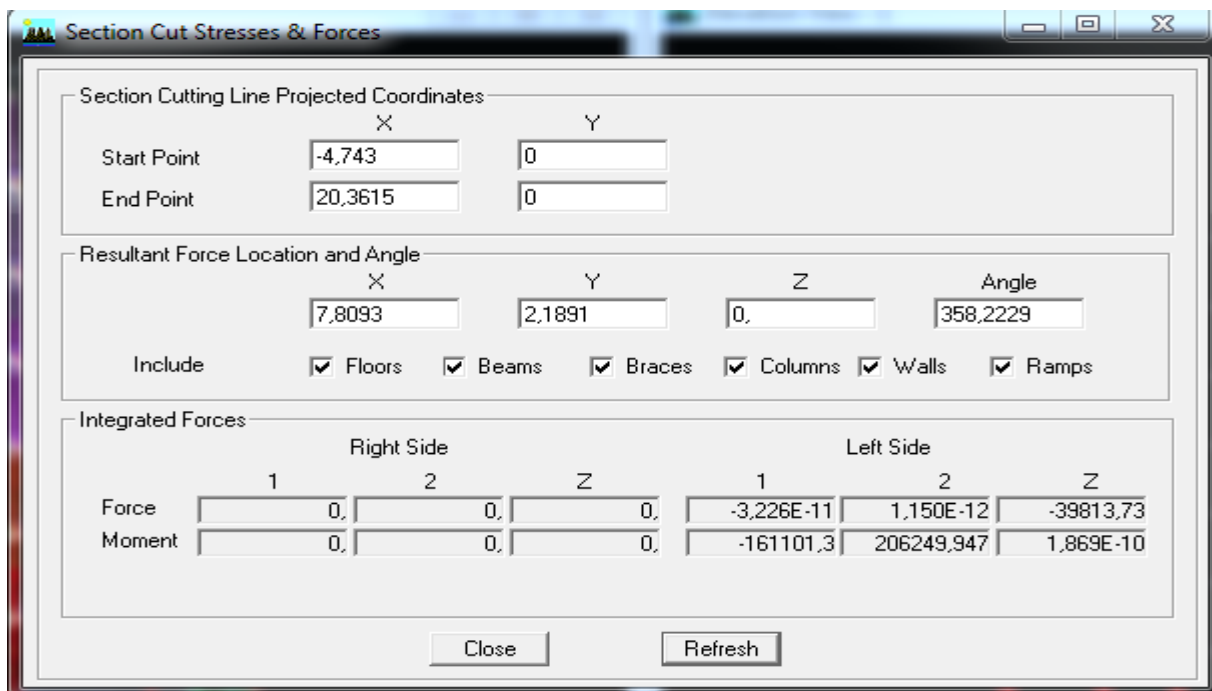 Section Cut Stresses & Forces
Section Cutting Line Projected Coordinates
X Y
Start Point -4,743 0
End Point 20,3615 0
Resultant Force Location and Angle
X Y Z Angle
7,8093 2,1891 0, 358,2229
Include Floors Beams Braces Columns Walls Ramps
Integrated Forces
Right Side Left Side
1 2 Z 1 2 Z
Force 0, 0, 0, -3,226E-11 1,150E-12 -39813,73
Moment 0, 0, 0, -161101,3 206249,947 1,869E-10
Close Refresh